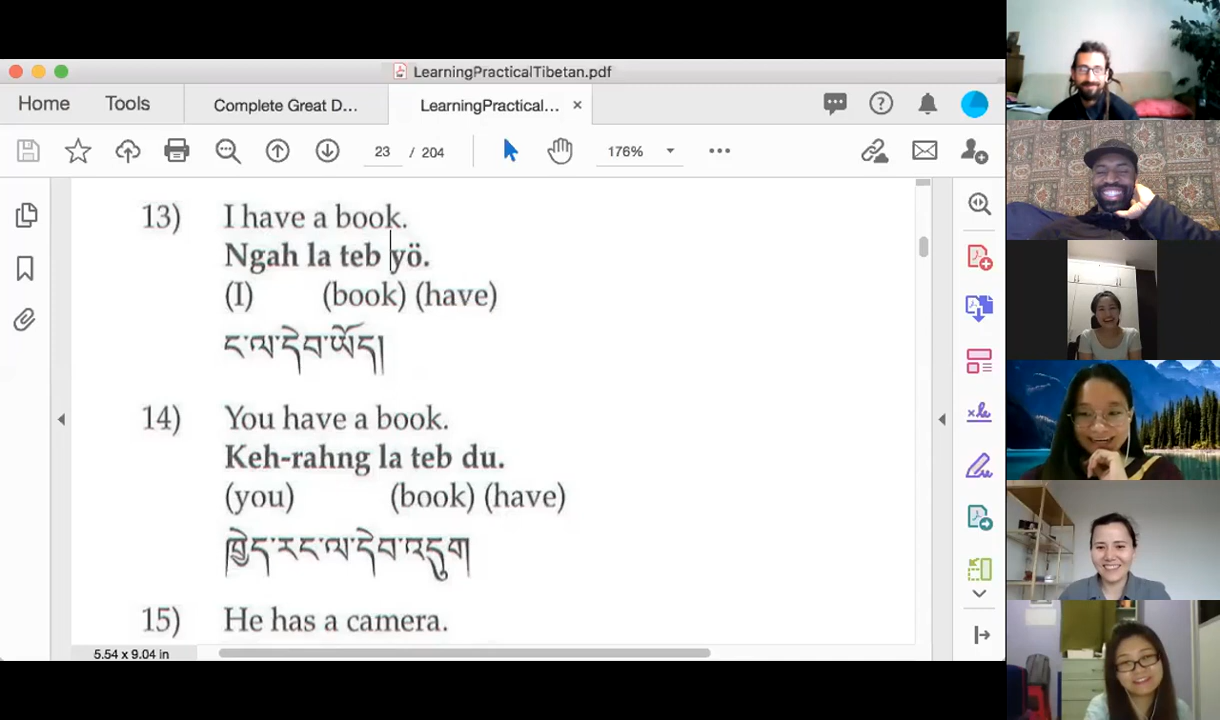 LearningPracticalTibetan.pdf
Home Tools Complete Great D... LearningPractical... ×
23 / 204 176%
13) I have a book.
Ngah la teb yö.
(I) (book) (have)
ང་ལ་དེབ་ཡོད།
14) You have a book.
Keh-rahng la teb du.
(you) (book) (have)
ཁྱེད་རང་ལ་དེབ་འདུག
15) He has a camera.
5.54 x 9.04 in